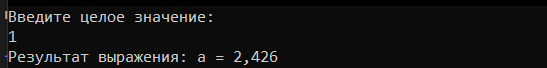 Введите целое значение:
1
Результат выражения: a = 2,426